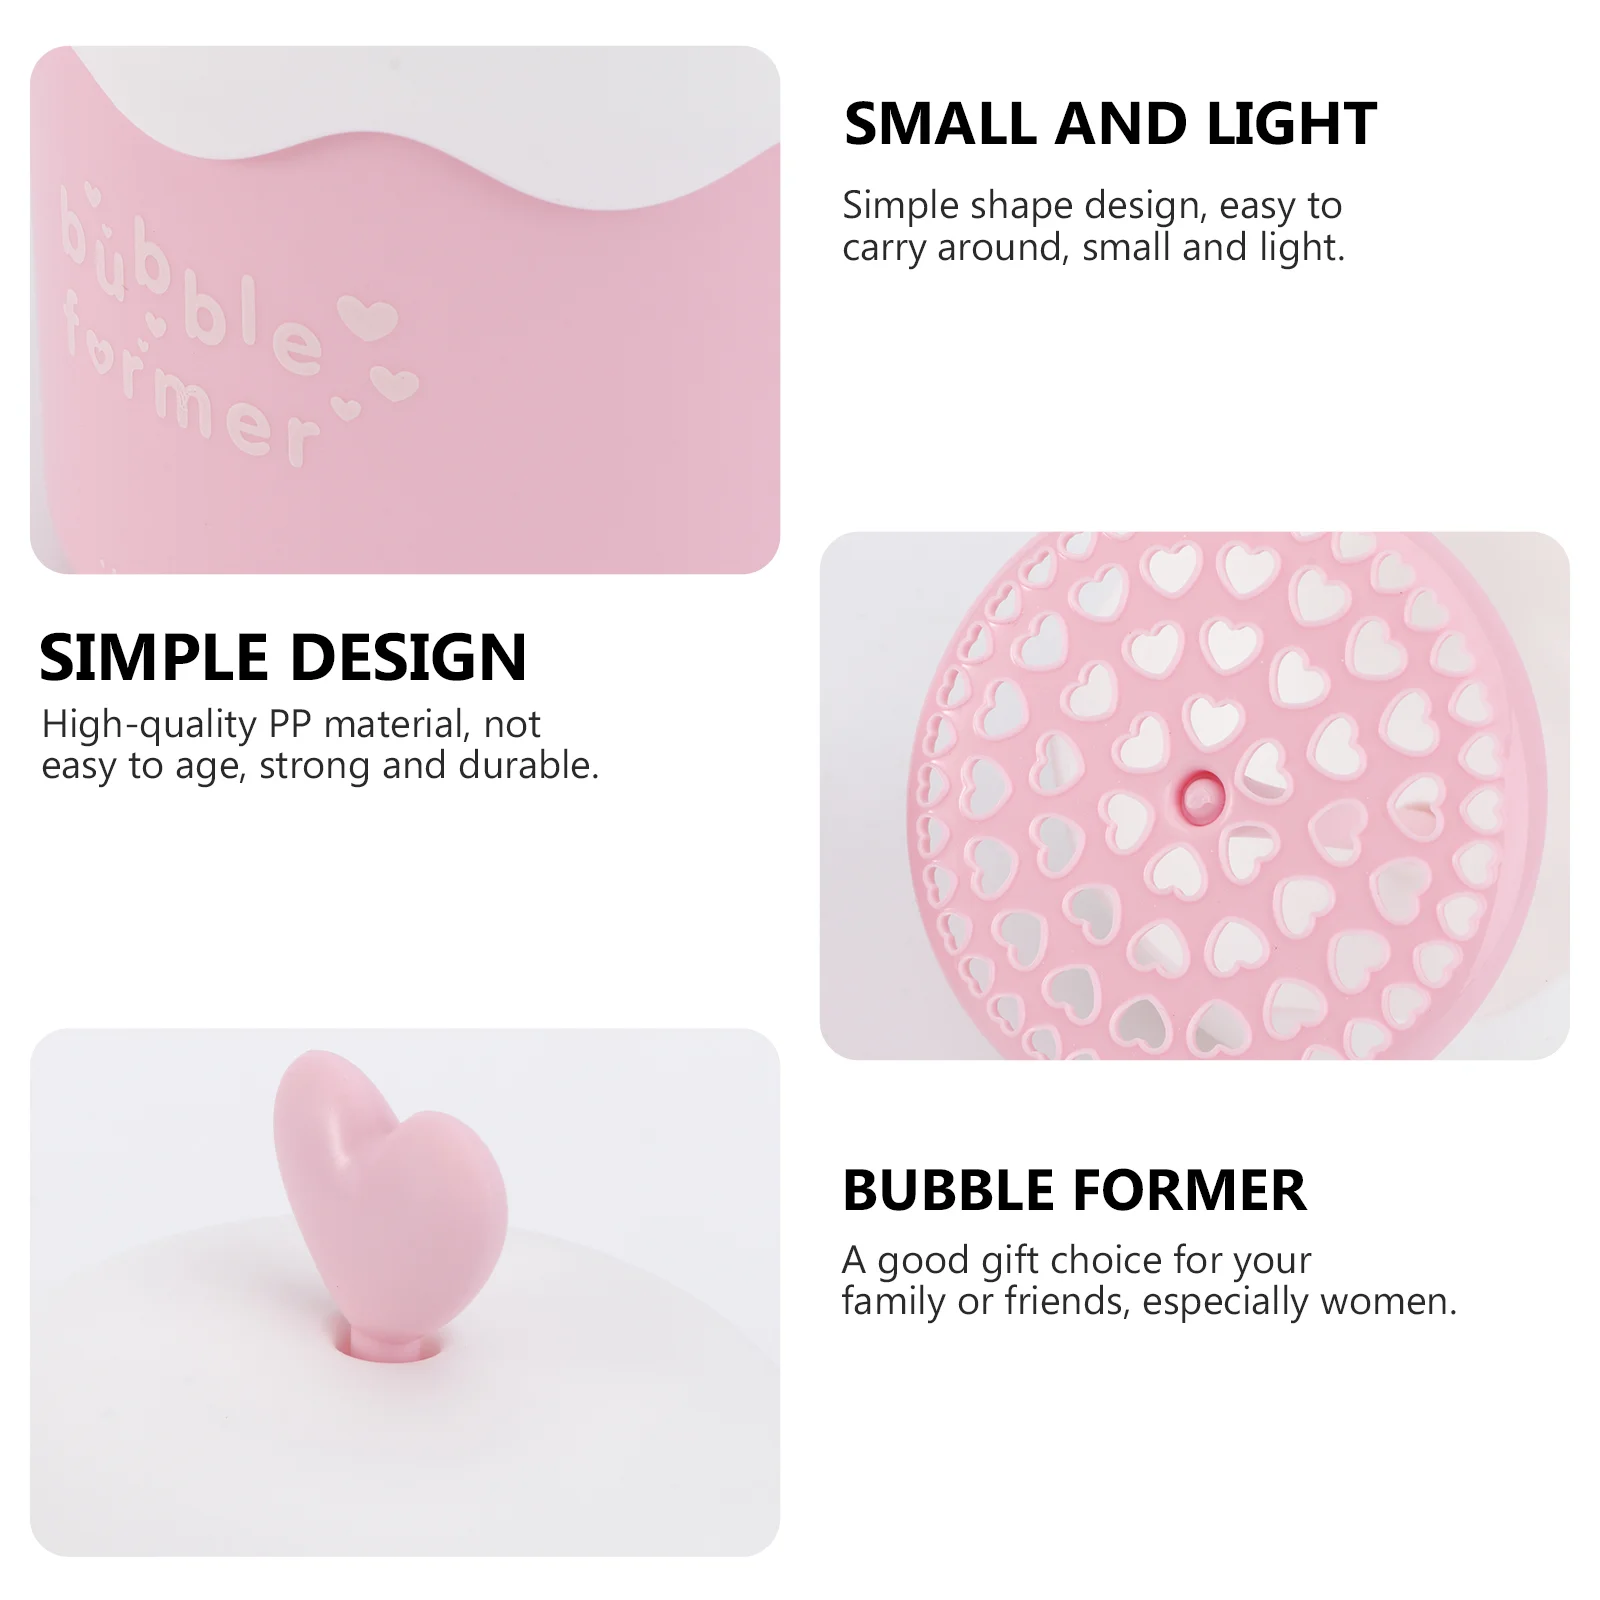 bubble
former
SMALL AND LIGHT
Simple shape design, easy to
carry around, small and light.
SIMPLE DESIGN
High-quality PP material, not
easy to age, strong and durable.
BUBBLE FORMER
A good gift choice for your
family or friends, especially women.